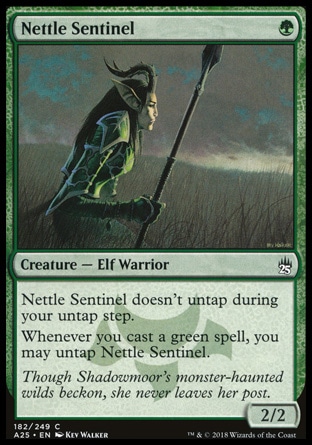 Nettle Sentinel
Creature — Elf Warrior
25
Nettle Sentinel doesn't untap during
your untap step.
Whenever you cast a green spell, you
may untap Nettle Sentinel.
Though Shadowmoor's monster-haunted
wilds beckon, she never leaves her post.
2/2
182/249 C
A25 • EN Kev Walker
™ & © 2018 Wizards of the Coast